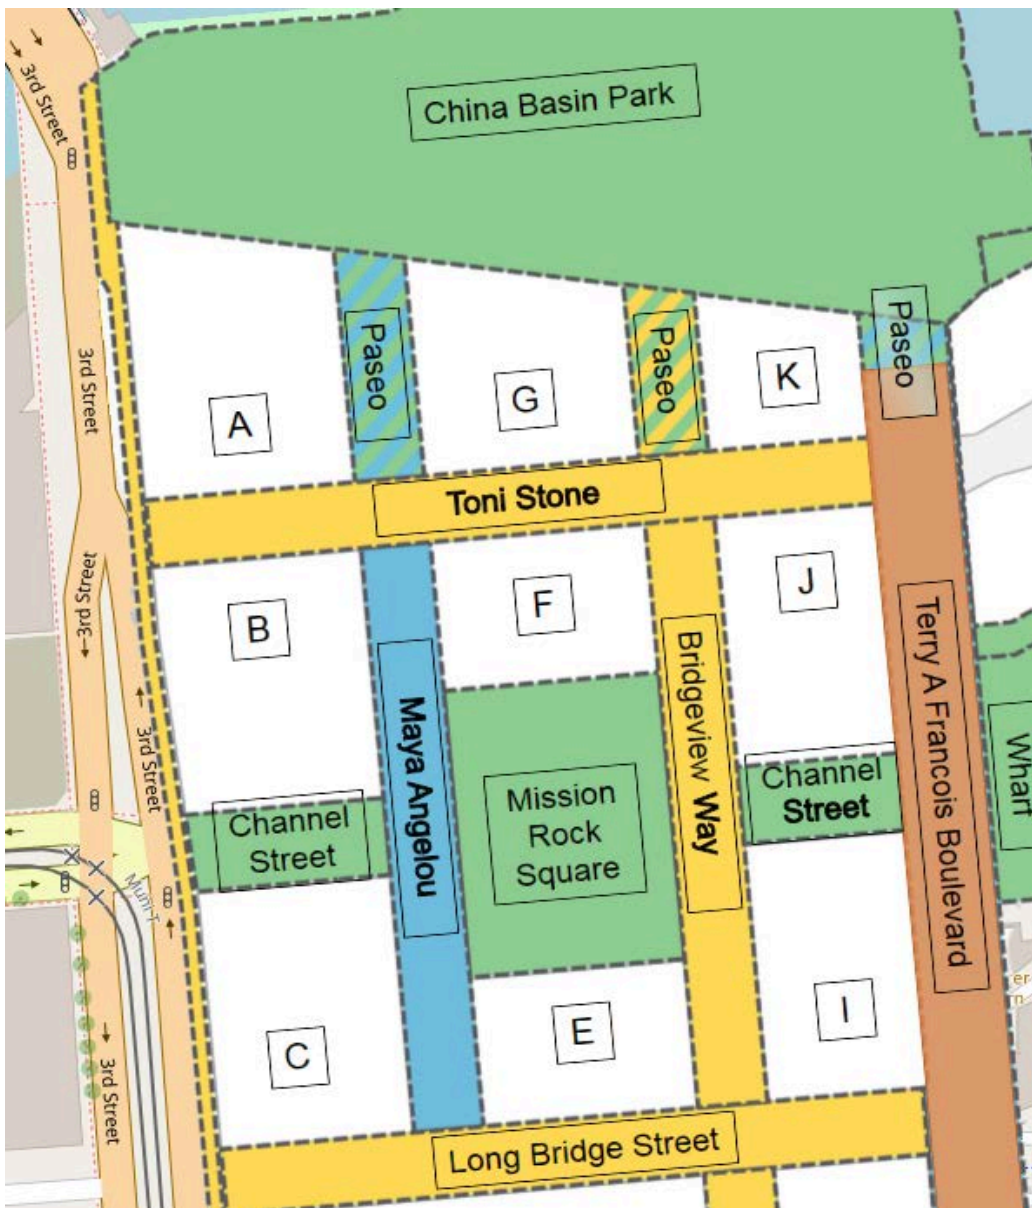 3rd Street
China Basin Park
Paseo
Paseo
Paseo
3rd Street
A
G
K
Toni Stone
3rd Street
B
F
J
Maya Angelou
Bridgeview Way
Terry A Francois Boulevard
3rd Street
Channel
Street
Mission
Rock
Square
Channel
Street
Wharf
Muni T
C
E
I
3rd Street
Long Bridge Street